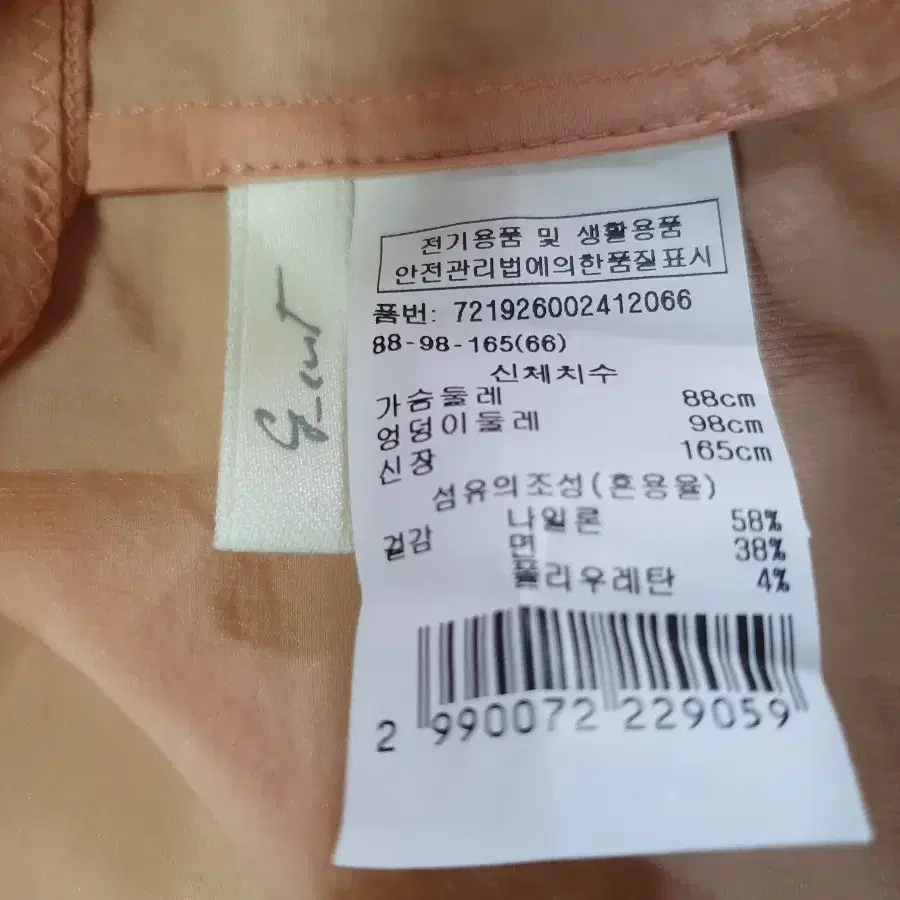 전기용품 및 생활용품
안전관리법에의한품질표시
품번: 721926002412066
88-98-165(66)
신체치수
가슴둘레 88cm
엉덩이둘레 98cm
신장 165cm
섬유의조성(혼용율)
겉감 나일론 58%
면 38%
폴리우레탄 4%
2 990072 229059